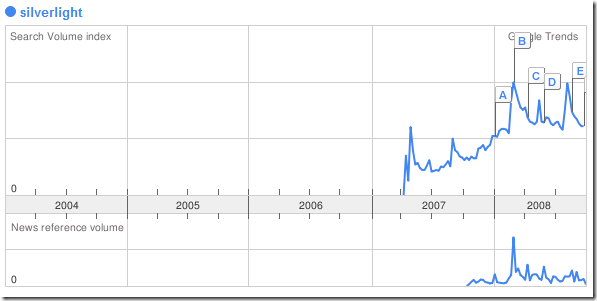 silverlight
Search Volume index
Google Trends
B
C
D
E
A
0
2004 2005 2006 2007 2008
News reference volume
0